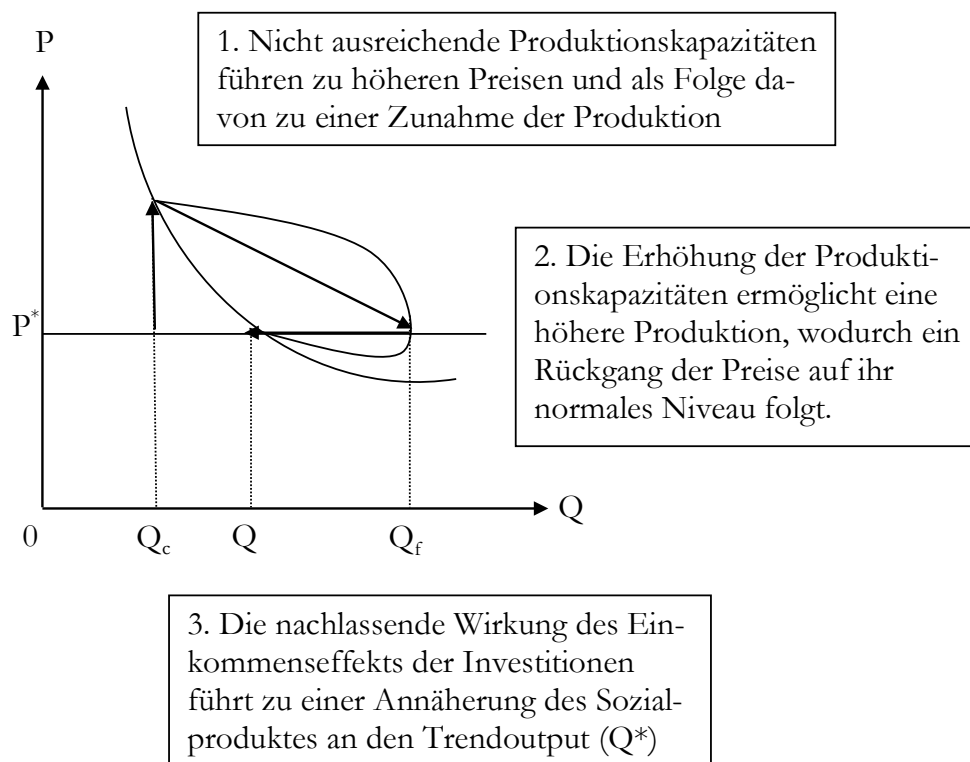 P
1. Nicht ausreichende Produktionskapazitäten
führen zu höheren Preisen und als Folge da-
von zu einer Zunahme der Produktion
2. Die Erhöhung der Produkti-
onskapazitäten ermöglicht eine
höhere Produktion, wodurch ein
Rückgang der Preise auf ihr
normales Niveau folgt.
P*
Q
0 Qc Q Qf
3. Die nachlassende Wirkung des Ein-
kommenseffekts der Investitionen
führt zu einer Annäherung des Sozial-
produktes an den Trendoutput (Q*)